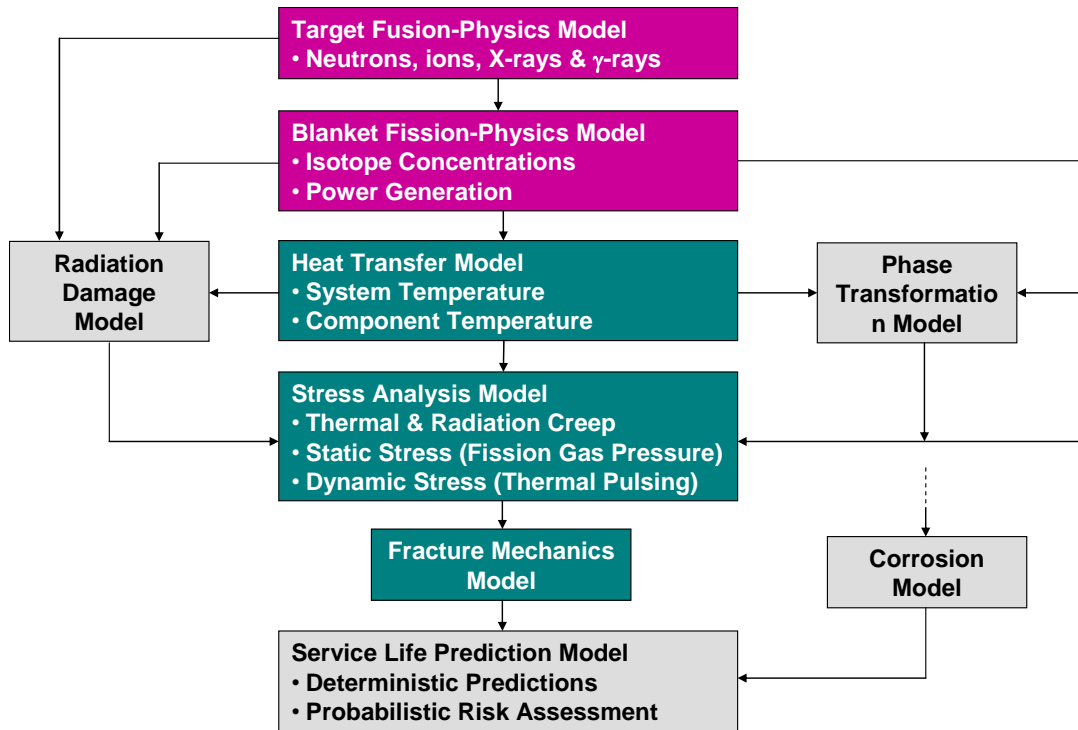 Target Fusion-Physics Model
• Neutrons, ions, X-rays & γ-rays
Blanket Fission-Physics Model
• Isotope Concentrations
• Power Generation
Radiation
Damage
Model
Heat Transfer Model
• System Temperature
• Component Temperature
Phase
Transformatio
n Model
Stress Analysis Model
• Thermal & Radiation Creep
• Static Stress (Fission Gas Pressure)
• Dynamic Stress (Thermal Pulsing)
Fracture Mechanics
Model
Corrosion
Model
Service Life Prediction Model
• Deterministic Predictions
• Probabilistic Risk Assessment